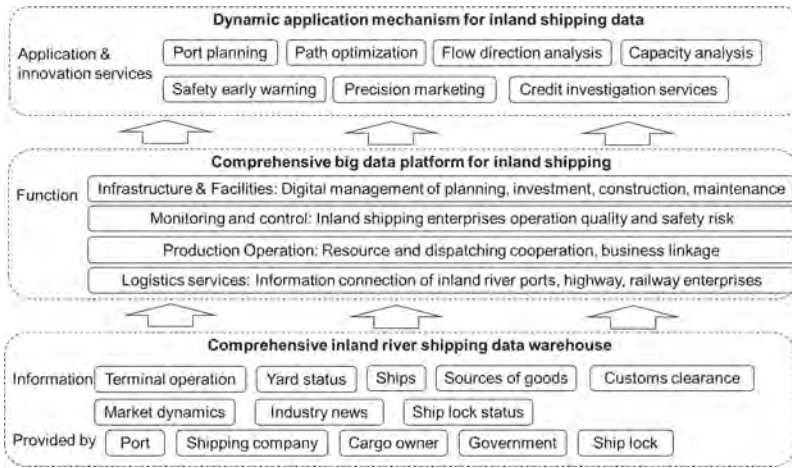 Dynamic application mechanism for inland shipping data
Application & innovation services
Port planning Path optimization Flow direction analysis Capacity analysis
Safety early warning Precision marketing Credit investigation services
Comprehensive big data platform for inland shipping
Function
Infrastructure & Facilities: Digital management of planning, investment, construction, maintenance
Monitoring and control: Inland shipping enterprises operation quality and safety risk
Production Operation: Resource and dispatching cooperation, business linkage
Logistics services: Information connection of inland river ports, highway, railway enterprises
Comprehensive inland river shipping data warehouse
Information Terminal operation Yard status Ships Sources of goods Customs clearance
Market dynamics Industry news Ship lock status
Provided by Port Shipping company Cargo owner Government Ship lock